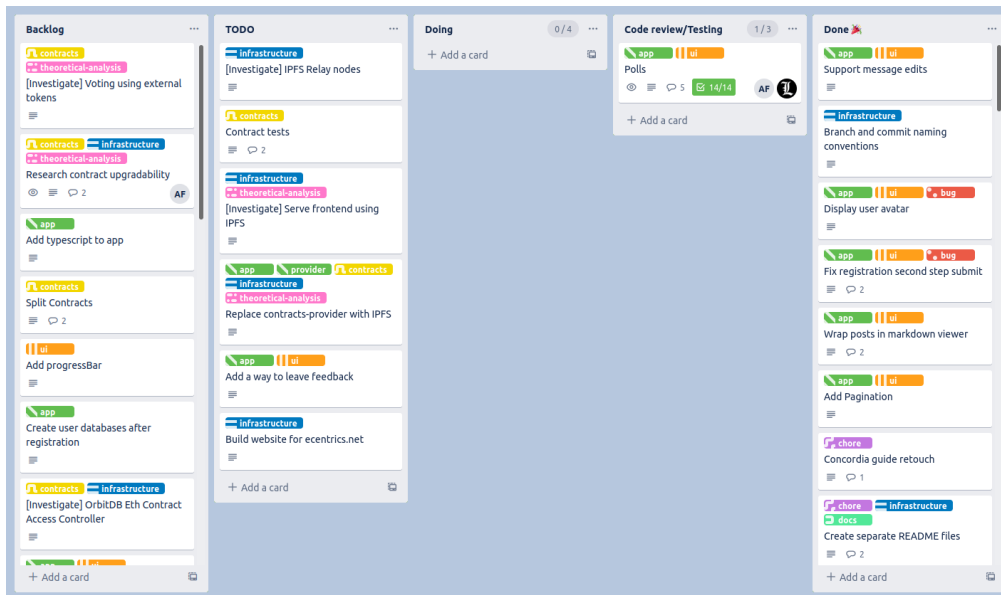 Backlog
contracts
theoretical-analysis
[Investigate] Voting using external
tokens
contracts infrastructure
theoretical-analysis
Research contract upgradability
2 AF
app
Add typescript to app
contracts
Split Contracts
2
ui
Add progressBar
app
Create user databases after
registration
contracts infrastructure
[Investigate] OrbitDB Eth Contract
Access Controller
+ Add a card
TODO
infrastructure
[Investigate] IPFS Relay nodes
contracts
Contract tests
2
infrastructure
theoretical-analysis
[Investigate] Serve frontend using
IPFS
app provider contracts
infrastructure
theoretical-analysis
Replace contracts-provider with IPFS
app ui
Add a way to leave feedback
infrastructure
Build website for ecentrics.net
+ Add a card
Doing 0/4
+ Add a card
Code review/Testing 1/3
app ui
Polls
5 14/14 AF L
+ Add a card
Done 🎉
app ui
Support message edits
infrastructure
Branch and commit naming
conventions
app ui bug
Display user avatar
app ui bug
Fix registration second step submit
2
app ui
Wrap posts in markdown viewer
2
app ui
Add Pagination
chore
Concordia guide retouch
1
chore infrastructure
docs
Create separate README files
2
+ Add a card